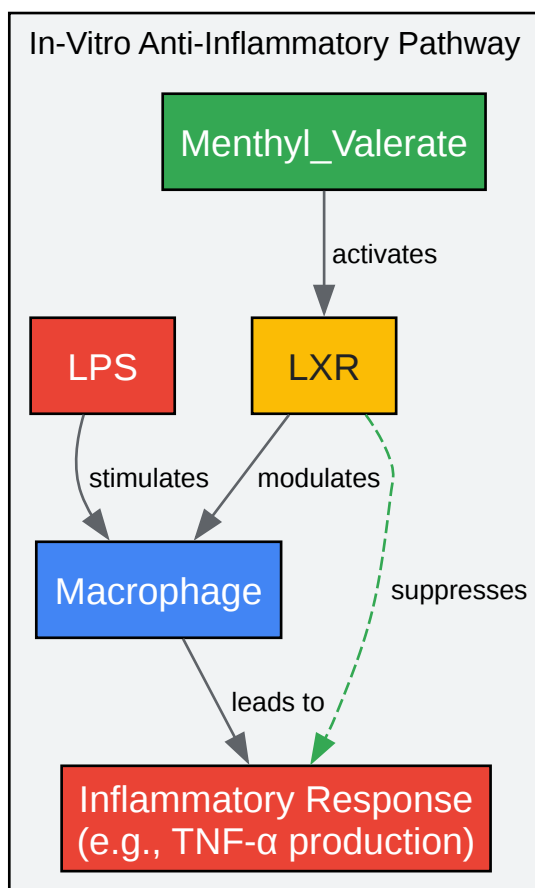 In-Vitro Anti-Inflammatory Pathway
Menthyl_Valerate
activates
LPS
LXR
stimulates
modulates
Macrophage
suppresses
leads to
Inflammatory Response
(e.g., TNF-α production)